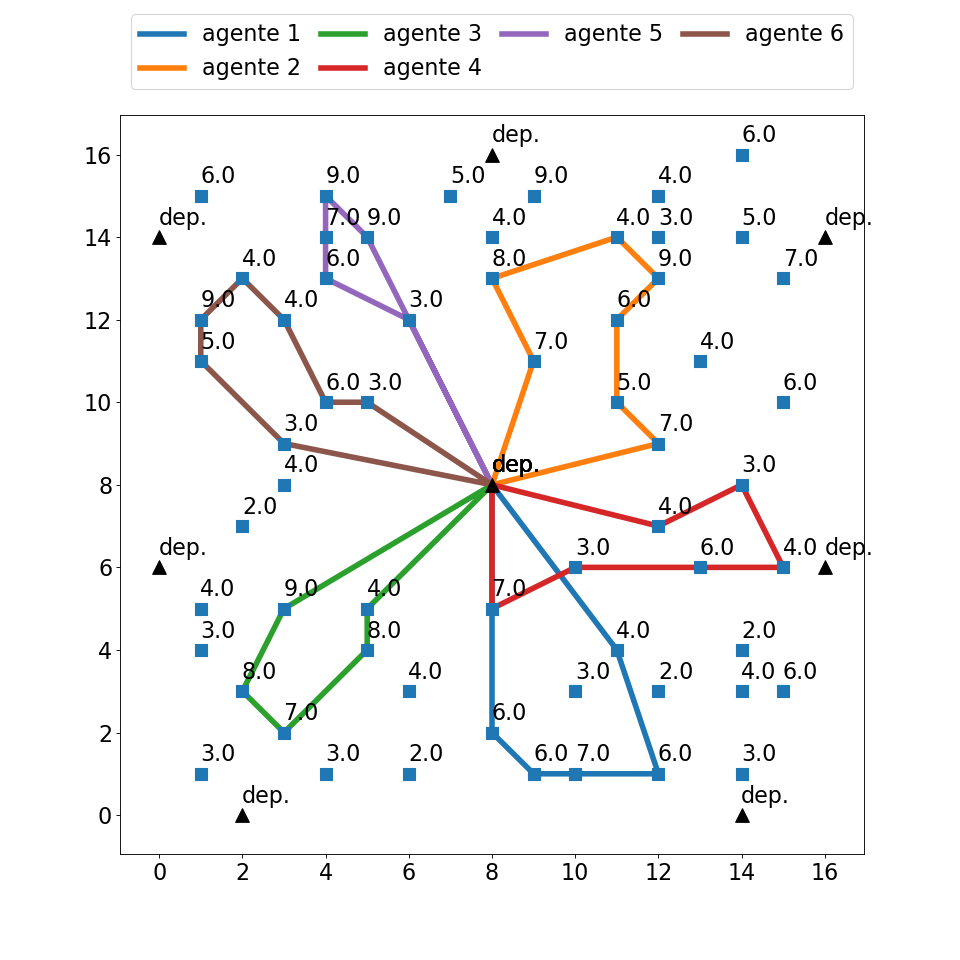 agente 1 agente 3 agente 5 agente 6
agente 2 agente 4
16
14
12
10
8
6
4
2
0
dep. 6.0
6.0 9.0 5.0 9.0 4.0
dep. 7.0 9.0 4.0 4.0 3.0 5.0 dep.
4.0 6.0 8.0 9.0 7.0
9.0 4.0 3.0 6.0
5.0 7.0 4.0
6.0 3.0 5.0 6.0
3.0 7.0
4.0 dep. 3.0
2.0 4.0
dep. 3.0 6.0 4.0 dep.
4.0 9.0 4.0 7.0
3.0 8.0 4.0 2.0
8.0 4.0 3.0 2.0 4.0 6.0
7.0 6.0
3.0 3.0 2.0 6.0 7.0 6.0 3.0
dep. dep.
0 2 4 6 8 10 12 14 16